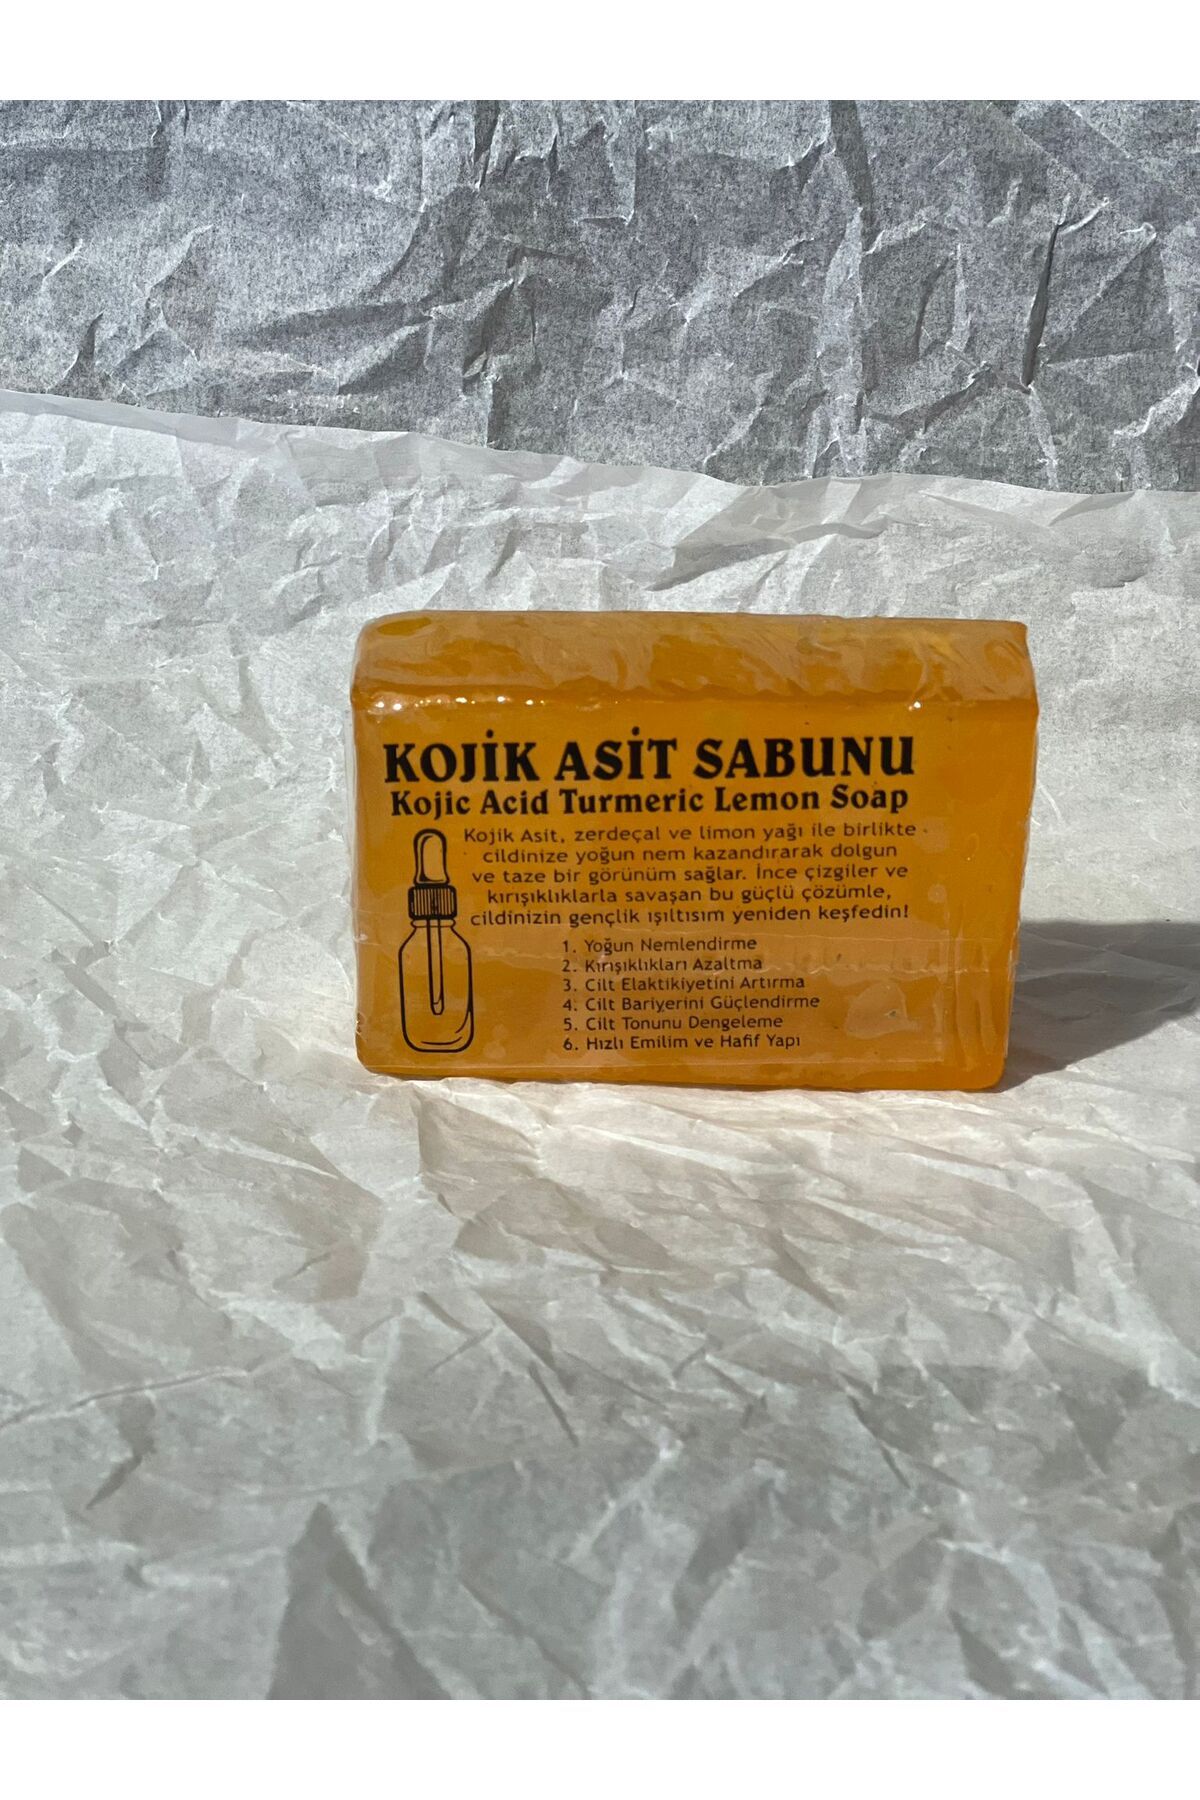 KOJİK ASİT SABUNU
Kojic Acid Turmeric Lemon Soap
Kojik Asit, zerdeçal ve limon yağı ile birlikte
cildinize yoğun nem kazandırarak dolgun
ve taze bir görünüm sağlar. İnce çizgiler ve
kırışıklıklarla savaşan bu güçlü çözümle,
cildinizin gençlik ışıltısım yeniden keşfedin!
1. Yoğun Nemlendirme
2. Kırışıklıkları Azaltma
3. Cilt Elaktikiyetini Artırma
4. Cilt Bariyerini Güçlendirme
5. Cilt Tonunu Dengeleme
6. Hızlı Emilim ve Hafif Yapı